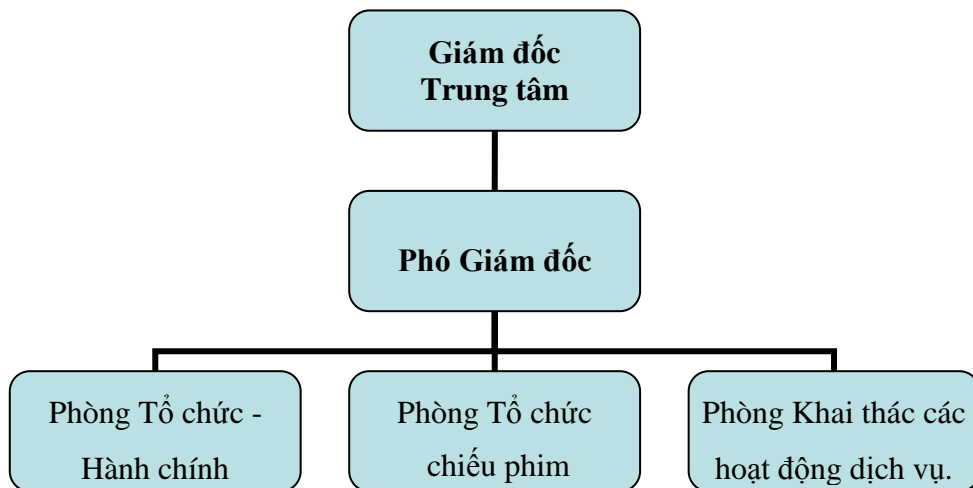 Giám đốc
Trung tâm
Phó Giám đốc
Phòng Tổ chức -
Hành chính
Phòng Tổ chức
chiếu phim
Phòng Khai thác các
hoạt động dịch vụ.